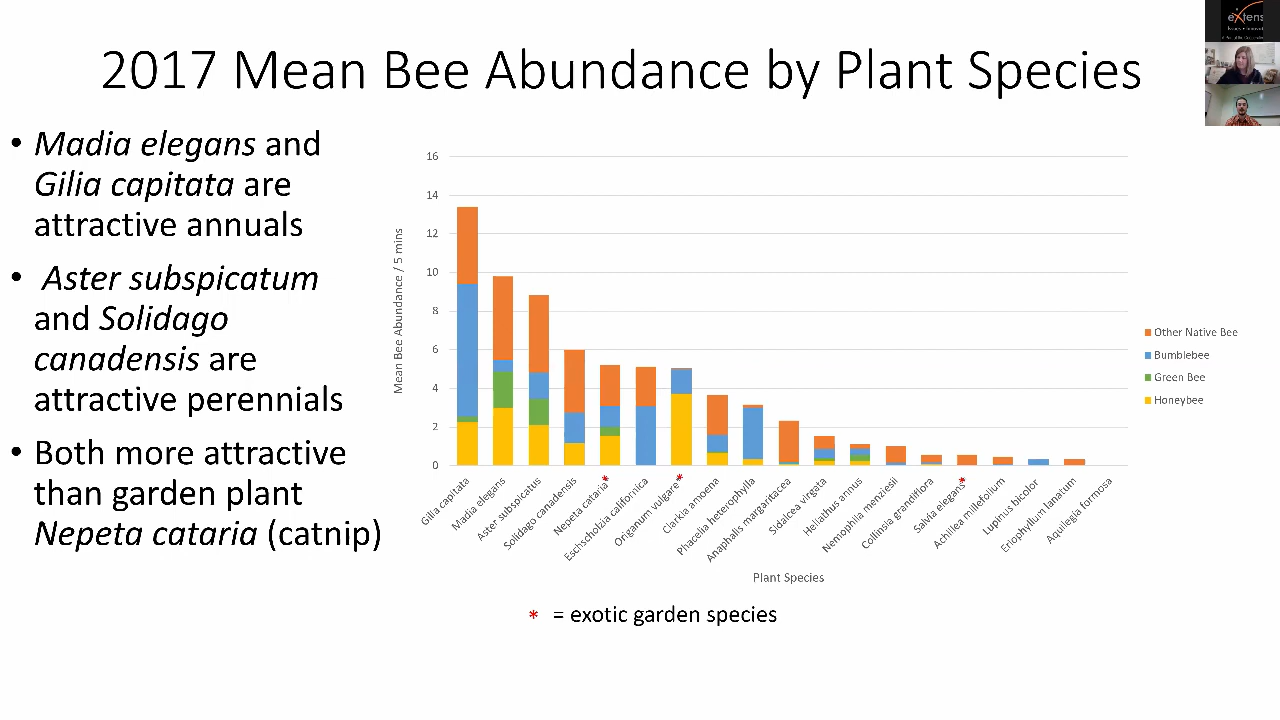 2017 Mean Bee Abundance by Plant Species
• Madia elegans and
Gilia capitata are
attractive annuals
• Aster subspicatum
and Solidago
canadensis are
attractive perennials
• Both more attractive
than garden plant
Nepeta cataria (catnip)
16
14
12
10
8
6
4
2
0
Mean Bee Abundance / 5 mins
Gilia capitata
Madia elegans
Aster subspicatus
Solidago canadensis
Nepeta cataria*
Eschscholzia californica
Origanum vulgare*
Clarkia amoena
Phacelia heterophylla
Anaphalis margaritacea
Sidalcea virgata
Helianthus annus
Nemophila menziesii
Collinsia grandiflora
Salvia elegans*
Achillea millefolium
Lupinus bicolor
Eriophyllum lanatum
Aquilegia formosa
Plant Species
Other Native Bee
Bumblebee
Green Bee
Honeybee
* = exotic garden species
eXtens